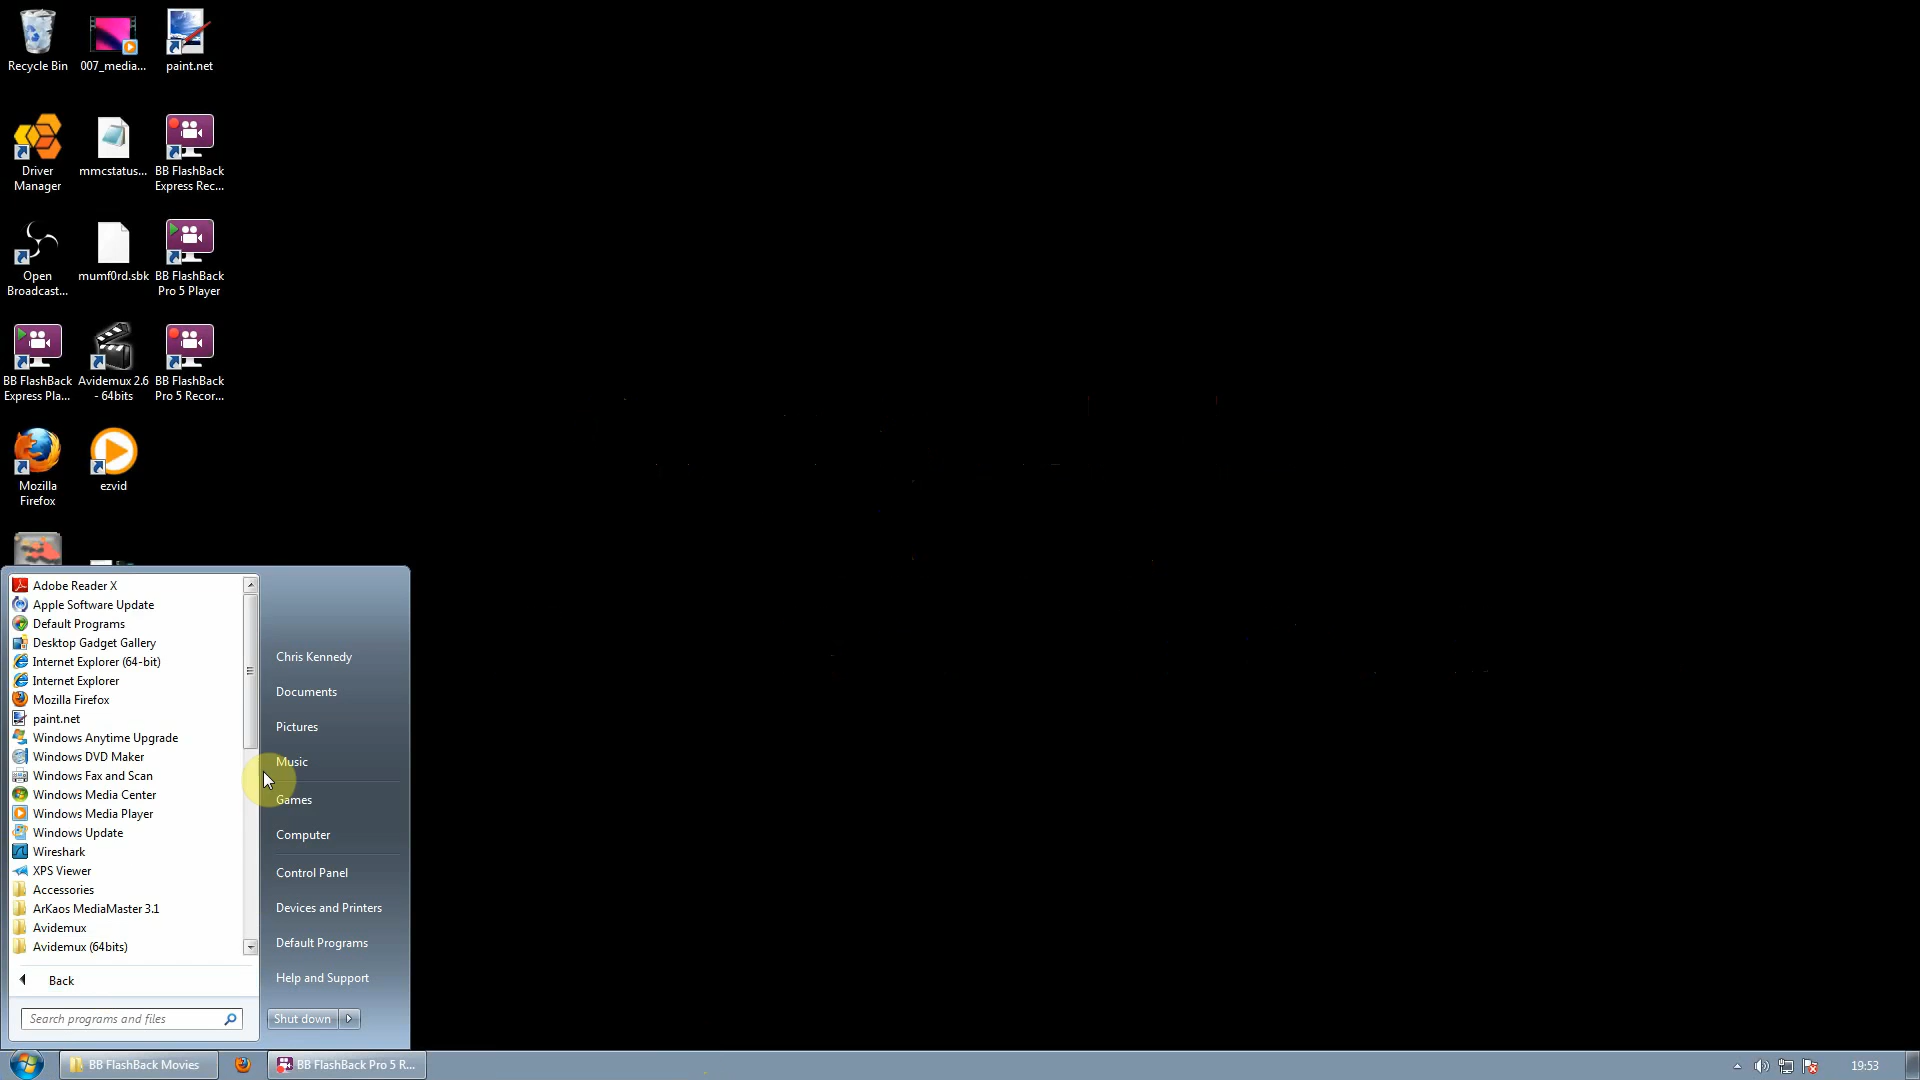 Recycle Bin
007_media...
paint.net
Driver
Manager
mmcstatus...
BB FlashBack
Express Rec...
Open
Broadcast...
mumf0rd.sbk
BB FlashBack
Pro 5 Player
BB FlashBack
Express Pla...
Avidemux 2.6
- 64bits
BB FlashBack
Pro 5 Recor...
Mozilla
Firefox
ezvid
Adobe Reader X
Apple Software Update
Default Programs
Desktop Gadget Gallery
Internet Explorer (64-bit)
Internet Explorer
Mozilla Firefox
paint.net
Windows Anytime Upgrade
Windows DVD Maker
Windows Fax and Scan
Windows Media Center
Windows Media Player
Windows Update
Wireshark
XPS Viewer
Accessories
ArKaos MediaMaster 3.1
Avidemux
Avidemux (64bits)
Back
Search programs and files
Chris Kennedy
Documents
Pictures
Music
Games
Computer
Control Panel
Devices and Printers
Default Programs
Help and Support
Shut down
BB FlashBack Movies
BB FlashBack Pro 5 R...
19:53